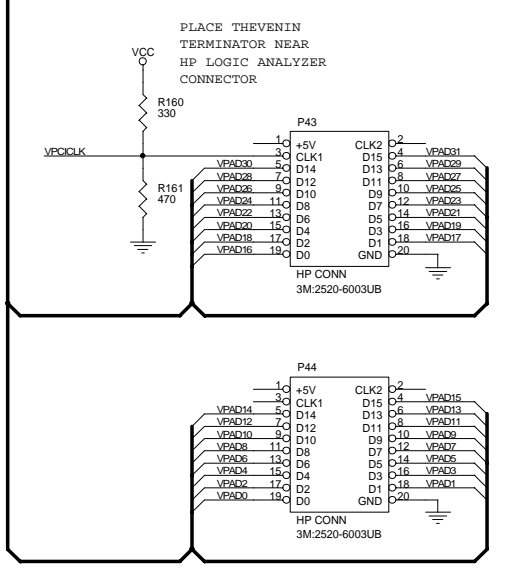 PLACE THEVENIN
TERMINATOR NEAR
HP LOGIC ANALYZER
CONNECTOR
VCC
R160
330
VPCICLK
R161
470
P43
1 +5V CLK2 2
3 CLK1 D15 4 VPAD31
VPAD30 5 D14 D13 6 VPAD29
VPAD28 7 D12 D11 8 VPAD27
VPAD26 9 D10 D9 10 VPAD25
VPAD24 11 D8 D7 12 VPAD23
VPAD22 13 D6 D5 14 VPAD21
VPAD20 15 D4 D3 16 VPAD19
VPAD18 17 D2 D1 18 VPAD17
VPAD16 19 D0 GND 20
HP CONN
3M:2520-6003UB
P44
1 +5V CLK2 2
3 CLK1 D15 4 VPAD15
VPAD14 5 D14 D13 6 VPAD13
VPAD12 7 D12 D11 8 VPAD11
VPAD10 9 D10 D9 10 VPAD9
VPAD8 11 D8 D7 12 VPAD7
VPAD6 13 D6 D5 14 VPAD5
VPAD4 15 D4 D3 16 VPAD3
VPAD2 17 D2 D1 18 VPAD1
VPAD0 19 D0 GND 20
HP CONN
3M:2520-6003UB